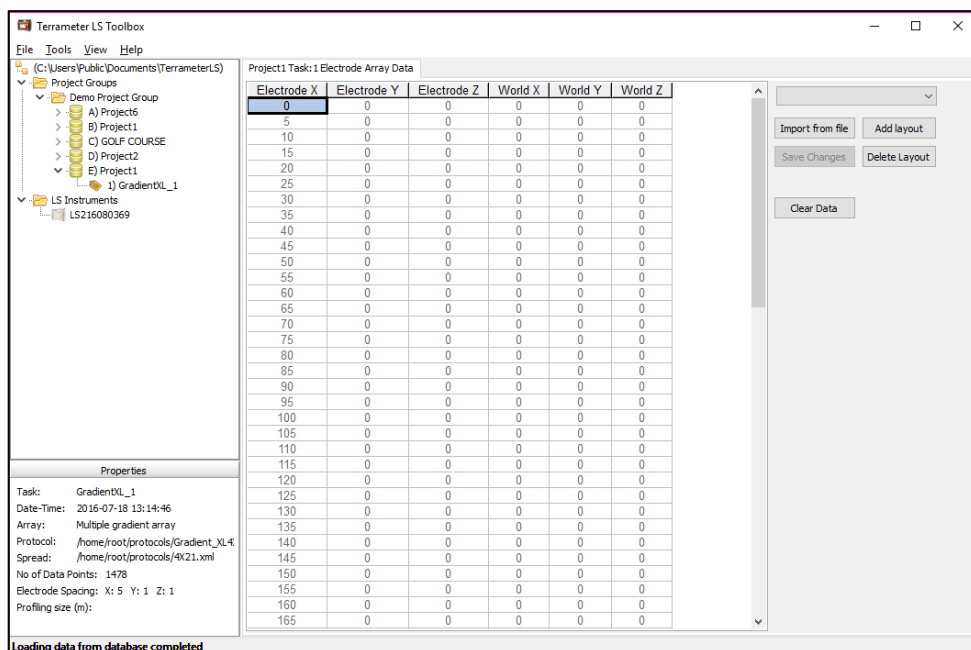 Terrameter LS Toolbox
File Tools View Help
(C:\Users\Public\Documents\TerrameterLS)
Project Groups
Demo Project Group
A) Project6
B) Project1
C) GOLF COURSE
D) Project2
E) Project1
1) GradientXL_1
LS Instruments
LS216080369
Properties
Task: GradientXL_1
Date-Time: 2016-07-18 13:14:46
Array: Multiple gradient array
Protocol: /home/root/protocols/Gradient_XL4
Spread: /home/root/protocols/4X21.xml
No of Data Points: 1478
Electrode Spacing: X: 5 Y: 1 Z: 1
Profiling size (m):
Project1 Task:1 Electrode Array Data
Electrode X Electrode Y Electrode Z World X World Y World Z
0 0 0 0 0 0
5 0 0 0 0 0
10 0 0 0 0 0
15 0 0 0 0 0
20 0 0 0 0 0
25 0 0 0 0 0
30 0 0 0 0 0
35 0 0 0 0 0
40 0 0 0 0 0
45 0 0 0 0 0
50 0 0 0 0 0
55 0 0 0 0 0
60 0 0 0 0 0
65 0 0 0 0 0
70 0 0 0 0 0
75 0 0 0 0 0
80 0 0 0 0 0
85 0 0 0 0 0
90 0 0 0 0 0
95 0 0 0 0 0
100 0 0 0 0 0
105 0 0 0 0 0
110 0 0 0 0 0
115 0 0 0 0 0
120 0 0 0 0 0
125 0 0 0 0 0
130 0 0 0 0 0
135 0 0 0 0 0
140 0 0 0 0 0
145 0 0 0 0 0
150 0 0 0 0 0
155 0 0 0 0 0
160 0 0 0 0 0
165 0 0 0 0 0
Import from file Add layout
Save Changes Delete Layout
Clear Data
Loading data from database completed